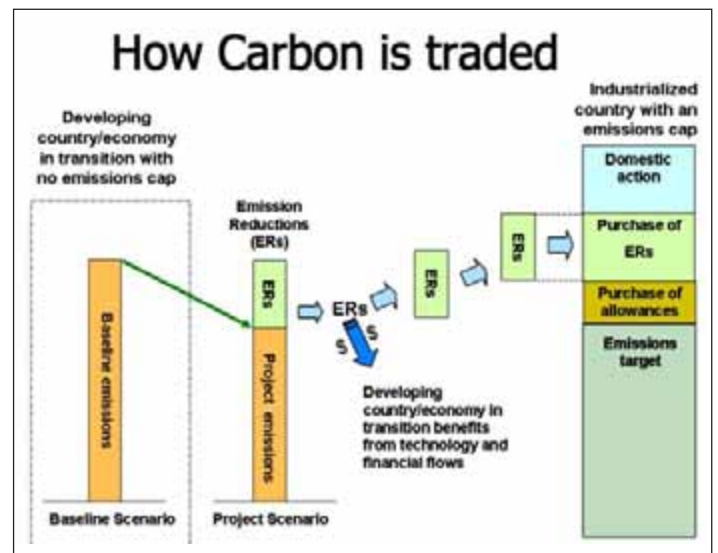 How Carbon is traded
Developing
country/economy
in transition with
no emissions cap
Baseline emissions
Baseline Scenario
Emission
Reductions
(ERs)
ERs
Project emissions
Project Scenario
ERs
$
$
Developing
country/economy in
transition benefits
from technology and
financial flows
ERs
ERs
Industrialized
country with an
emissions cap
Domestic
action
Purchase of
ERs
Purchase of
allowances
Emissions
target